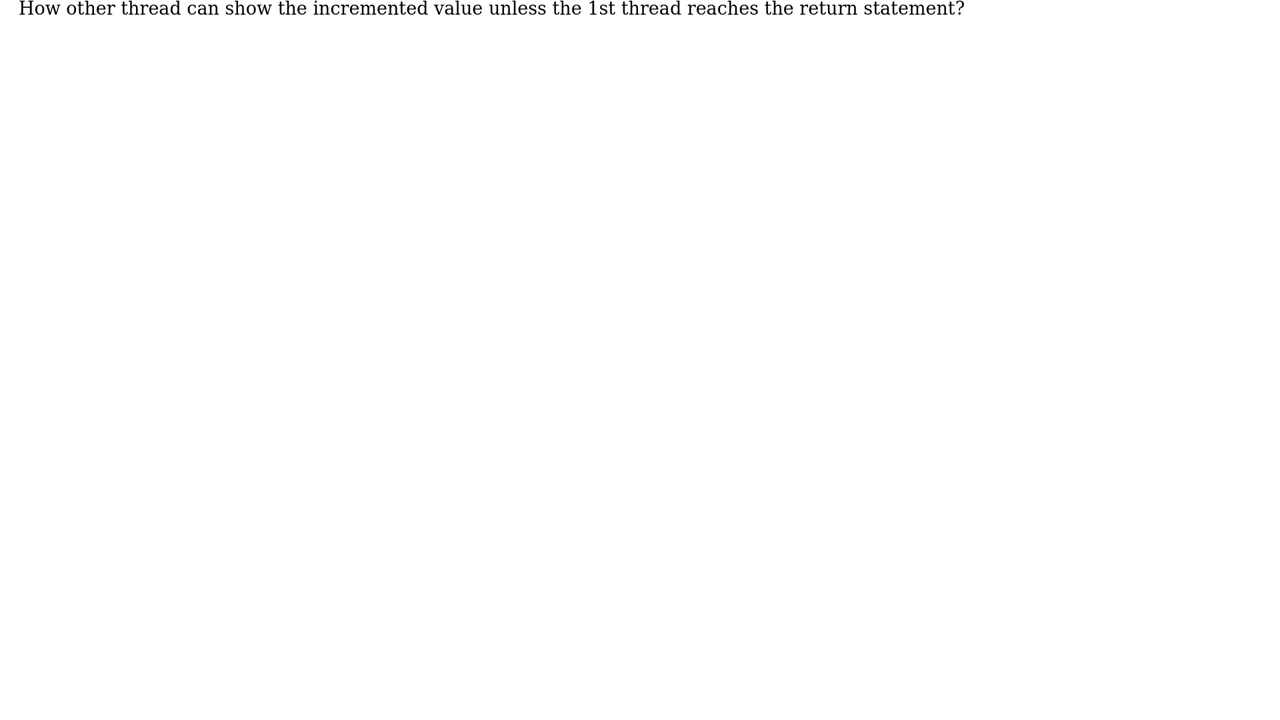 How other thread can show the incremented value unless the 1st thread reaches the return statement?